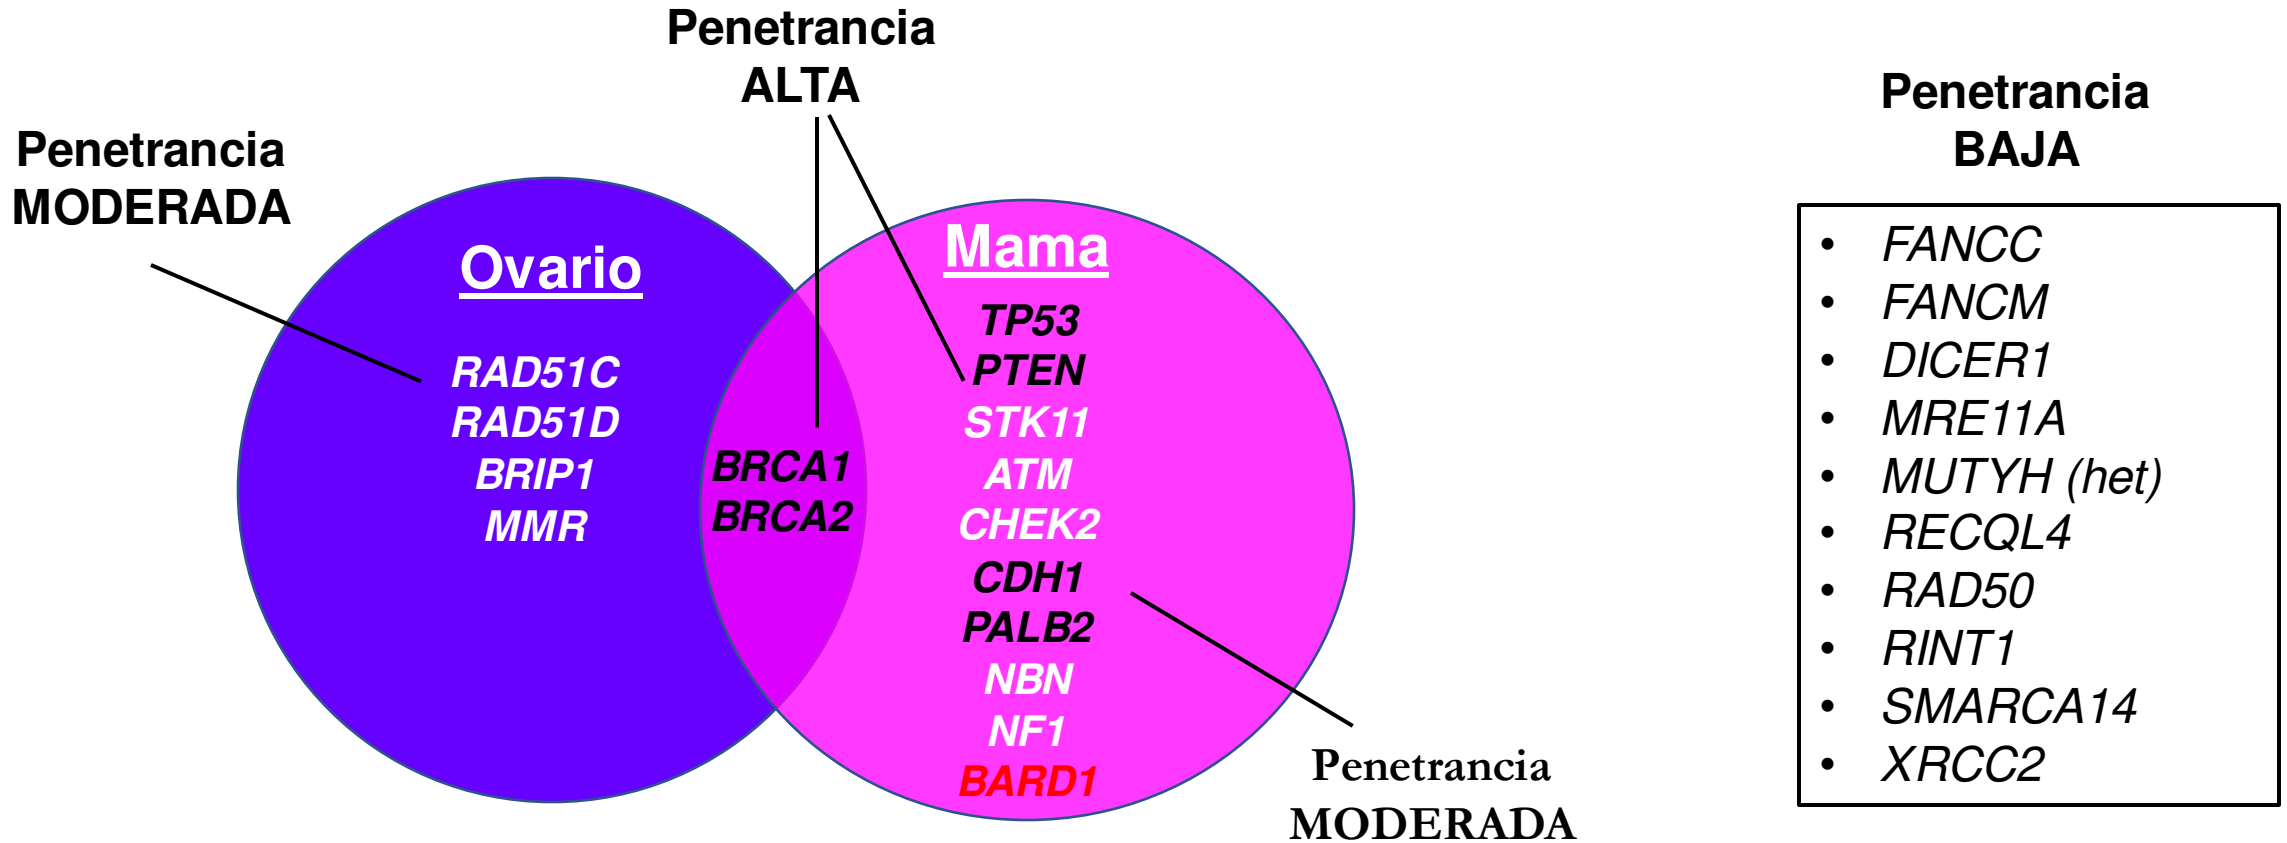 Penetrancia
ALTA
Penetrancia
MODERADA
Ovario
RAD51C
RAD51D
BRIP1
MMR
BRCA1
BRCA2
Mama
TP53
PTEN
STK11
ATM
CHEK2
CDH1
PALB2
NBN
NF1
BARD1
Penetrancia
MODERADA
Penetrancia
BAJA
• FANCC
• FANCM
• DICER1
• MRE11A
• MUTYH (het)
• RECQL4
• RAD50
• RINT1
• SMARCA14
• XRCC2